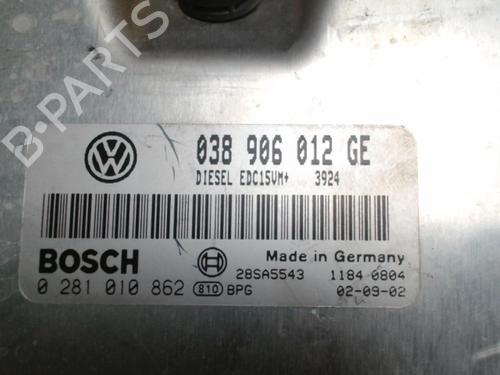 B-PARTS
VW
038 906 012 GE
DIESEL EDC15VM+ 3924
BOSCH
Made in Germany
28SA5543 1184 0804
0 281 010 862 810 BPG 02-09-02